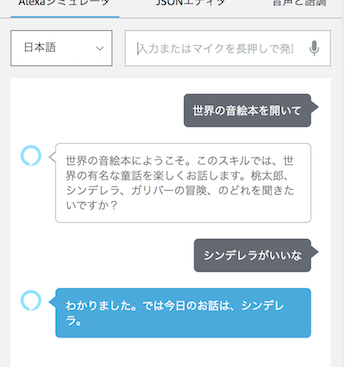 Alexaシミュレータ JSONエディタ 音声と語調
日本語 入力またはマイクを長押しで発
世界の音絵本を開いて
世界の音絵本にようこそ。このスキルでは、世
界の有名な童話を楽しくお話します。桃太郎、
シンデレラ、ガリバーの冒険、のどれを聞きた
いですか？
シンデレラがいいな
わかりました。では今日のお話は、シンデレ
ラ。